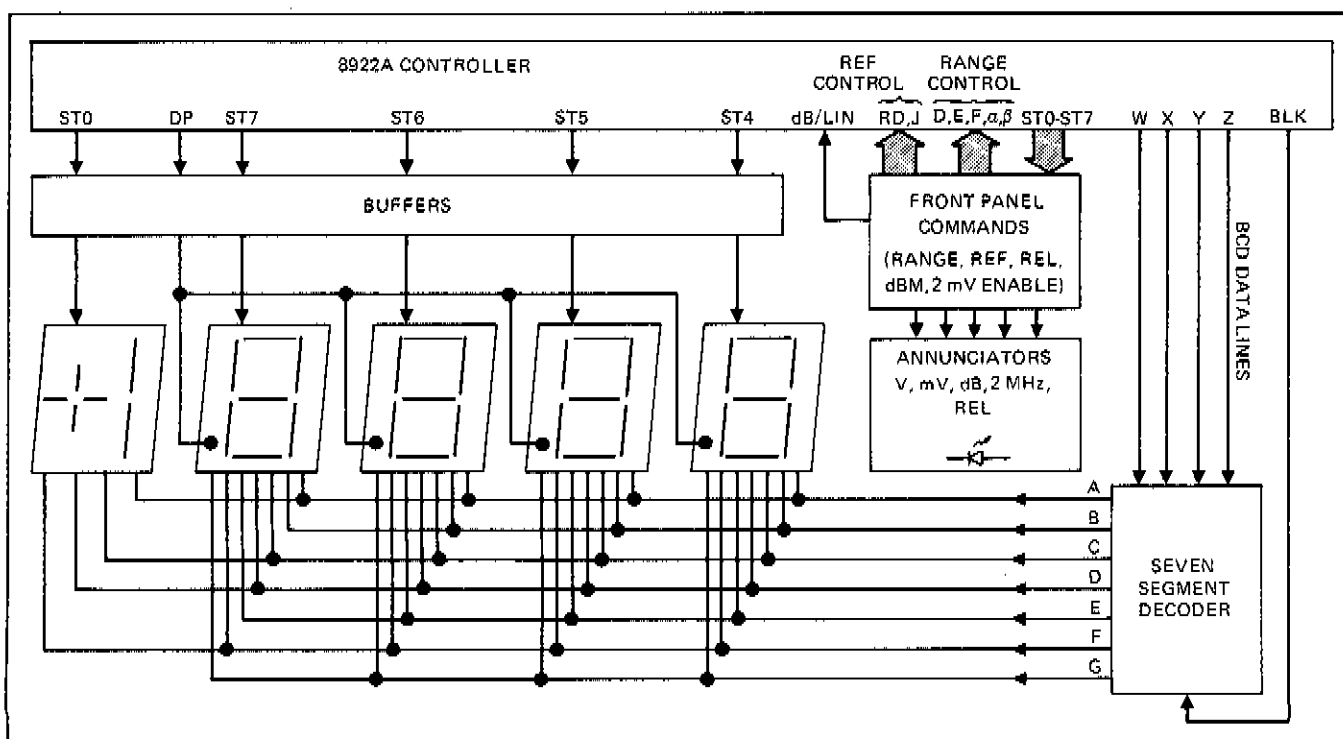 8922A CONTROLLER
REF CONTROL
RANGE CONTROL
ST0 DP ST7 ST6 ST5 ST4 dB/LIN RD,J D,E,F,α,β ST0-ST7 W X Y Z BLK
BUFFERS
FRONT PANEL
COMMANDS
(RANGE, REF, REL,
dBM, 2 mV ENABLE)
BCD DATA LINES
ANNUNCIATORS
V, mV, dB, 2 MHz,
REL
A
B
C
D
E
F
G
SEVEN
SEGMENT
DECODER